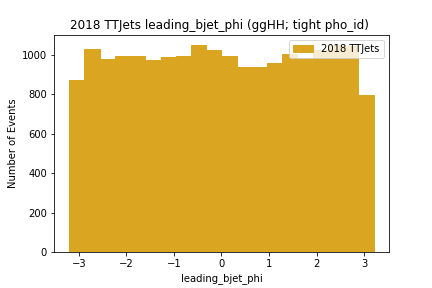 2018 TTJets leading_bjet_phi (ggHH; tight pho_id)
2018 TTJets
Number of Events
1000
800
600
400
200
0
−3 −2 −1 0 1 2 3
leading_bjet_phi